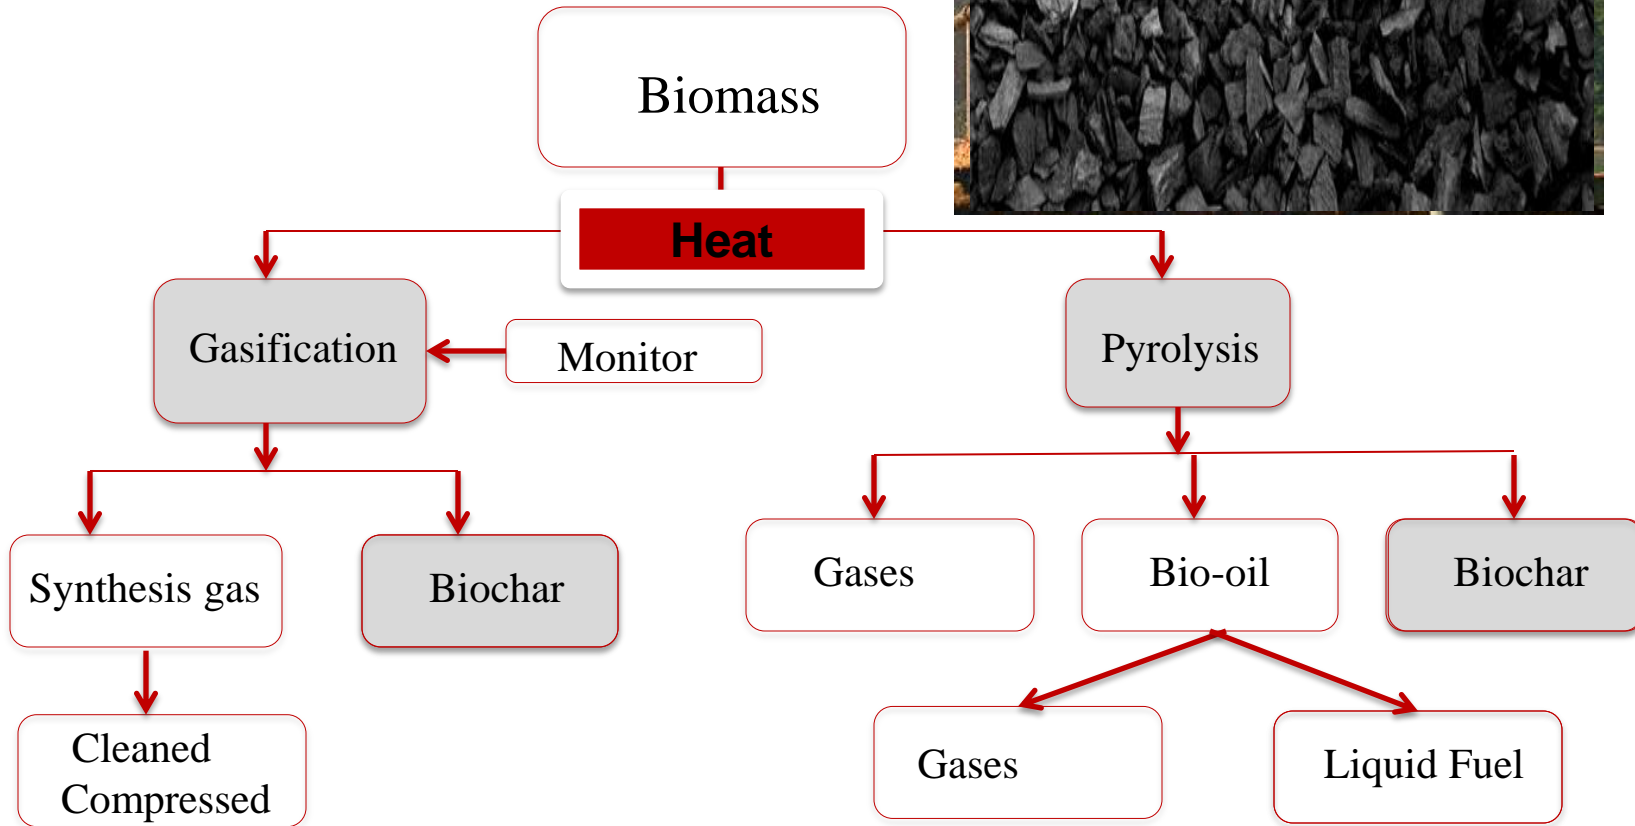 Biomass
Heat
Gasification
Monitor
Pyrolysis
Synthesis gas
Biochar
Gases
Bio-oil
Biochar
Cleaned
Compressed
Gases
Liquid Fuel